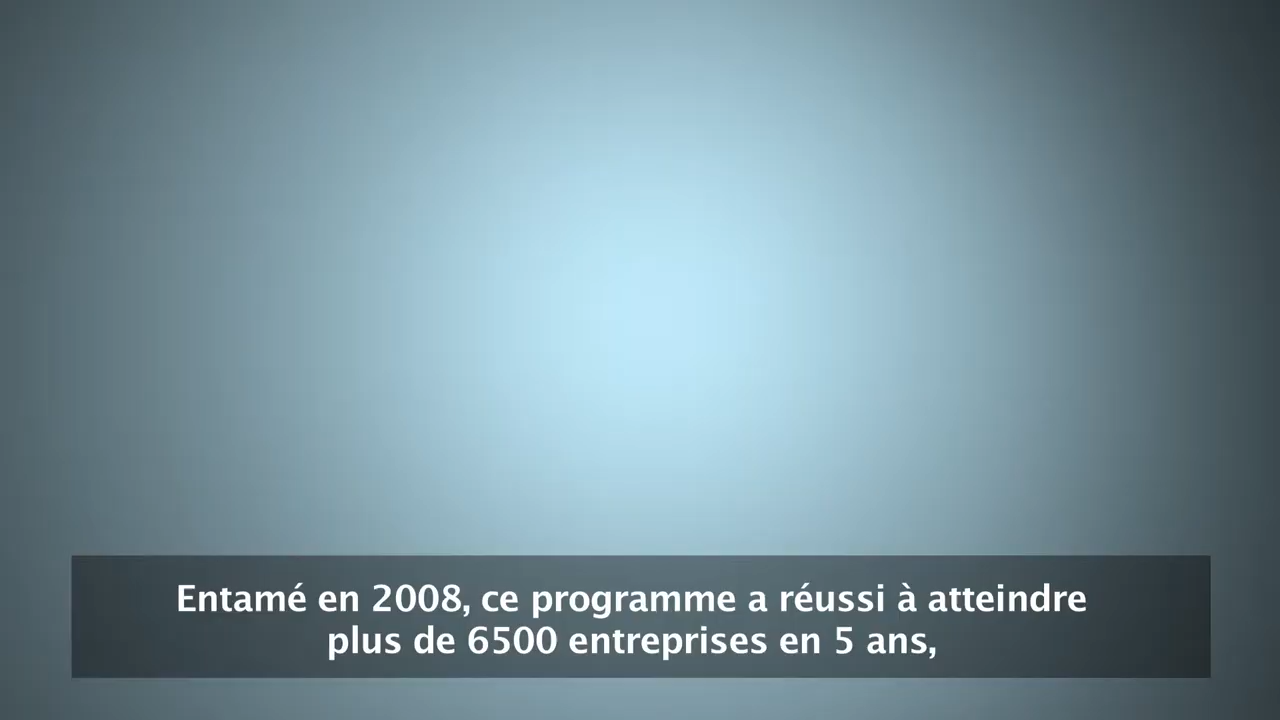 Entamé en 2008, ce programme a réussi à atteindre
plus de 6500 entreprises en 5 ans,